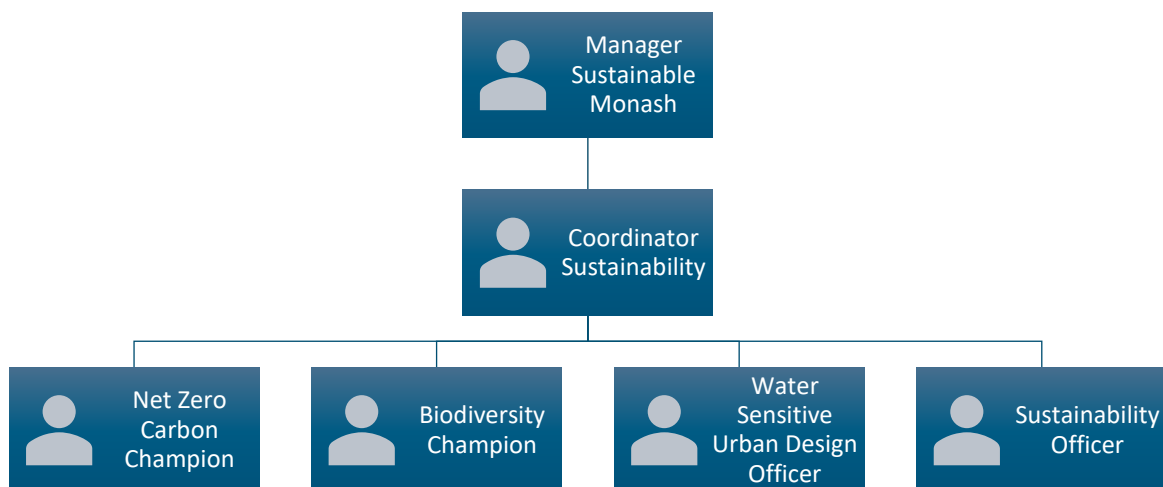 Manager
Sustainable
Monash
Coordinator
Sustainability
Net Zero
Carbon
Champion
Biodiversity
Champion
Water
Sensitive
Urban Design
Officer
Sustainability
Officer